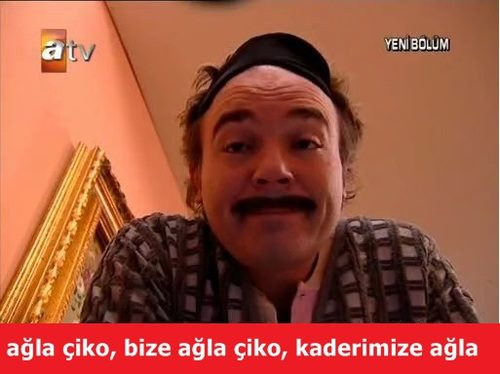 atv
YENİ BÖLÜM
ağla çiko, bize ağla çiko, kaderimize ağla